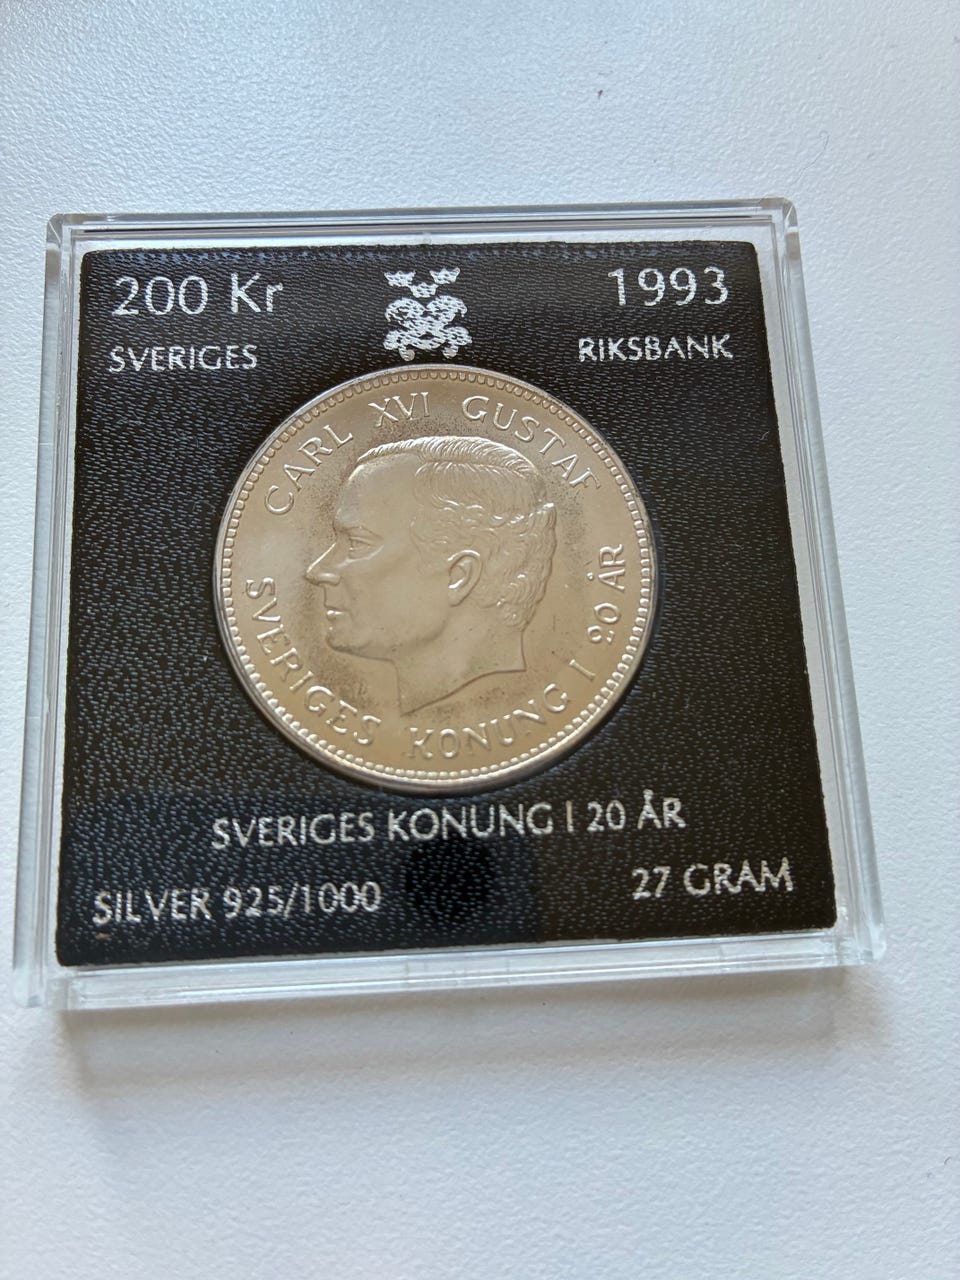 200 Kr
1993
SVERIGES
RIKSBANK
CARL XVI GUSTAF
SVERIGES KONUNG I 20 ÅR
SVERIGES KONUNG I 20 ÅR
SILVER 925/1000
27 GRAM